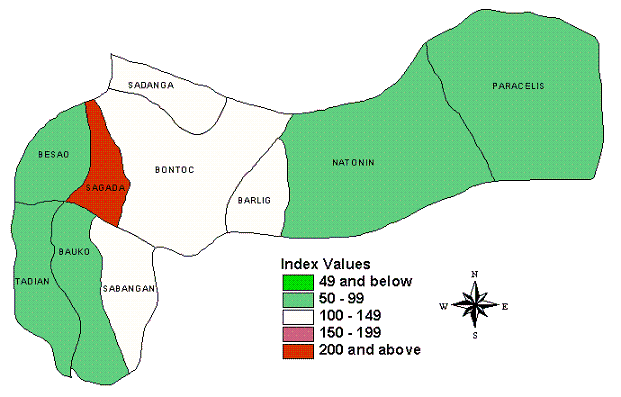 SADANGA
PARACELIS
BESAO
BONTOC
NATONIN
SAGADA
BARLIG
BAUKO
TADIAN
SABANGAN
Index Values
49 and below
50 - 99
100 - 149
150 - 199
200 and above
N
W
E
S